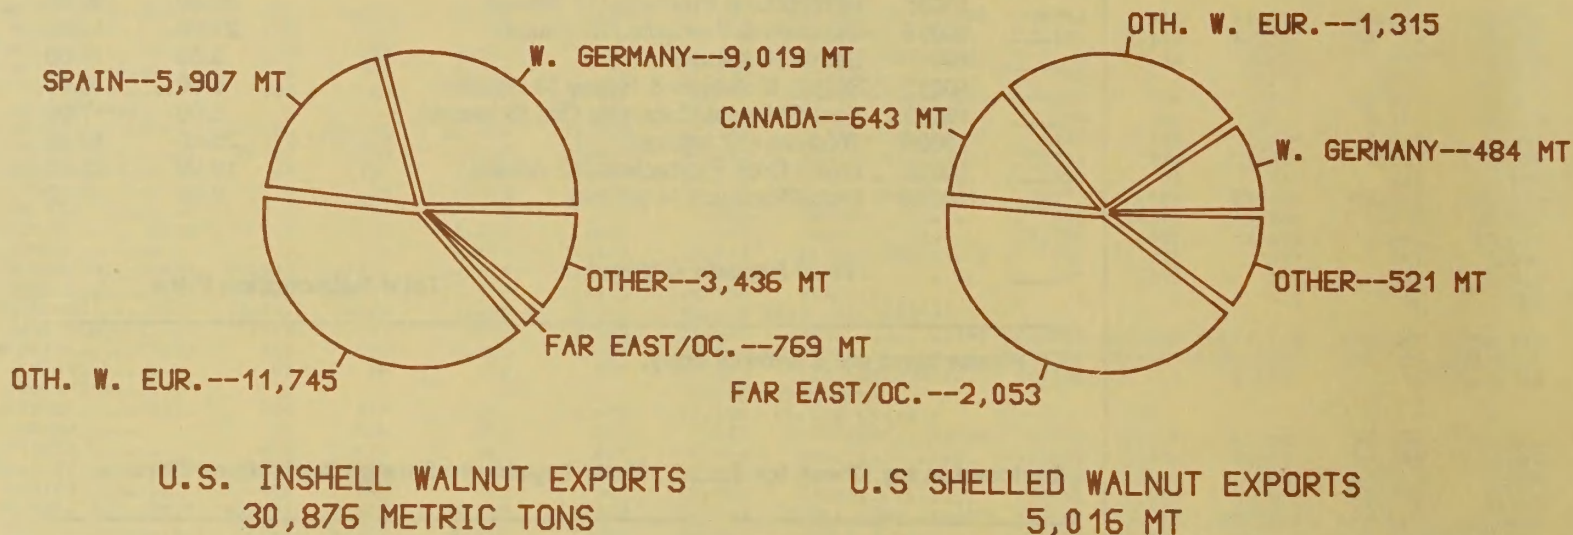 W. GERMANY--9,019 MT
SPAIN--5,907 MT
OTHER--3,436 MT
FAR EAST/OC.--769 MT
OTH. W. EUR.--11,745
U.S. INSHELL WALNUT EXPORTS
30,876 METRIC TONS
OTH. W. EUR.--1,315
CANADA--643 MT
W. GERMANY--484 MT
OTHER--521 MT
FAR EAST/OC.--2,053
U.S SHELLED WALNUT EXPORTS
5,016 MT